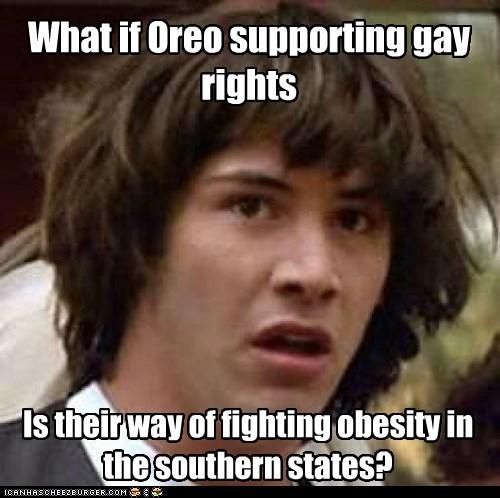 What if Oreo supporting gay
rights
Is their way of fighting obesity in
the southern states?
ICANHASCHEEZBURGER.COM